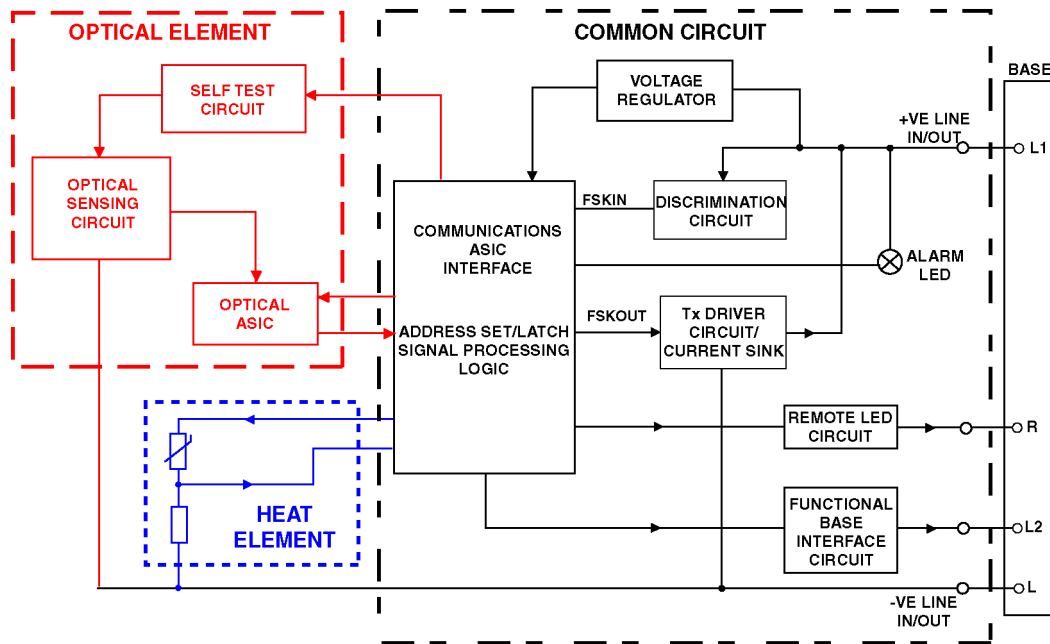 OPTICAL ELEMENT
COMMON CIRCUIT
BASE
SELF TEST
CIRCUIT
VOLTAGE
REGULATOR
+VE LINE
IN/OUT
L1
OPTICAL
SENSING
CIRCUIT
FSKIN
DISCRIMINATION
CIRCUIT
COMMUNICATIONS
ASIC
INTERFACE
ALARM
LED
OPTICAL
ASIC
ADDRESS SET/LATCH
SIGNAL PROCESSING
LOGIC
FSKOUT
Tx DRIVER
CIRCUIT/
CURRENT SINK
REMOTE LED
CIRCUIT
R
HEAT
ELEMENT
FUNCTIONAL
BASE
INTERFACE
CIRCUIT
L2
L
-VE LINE
IN/OUT